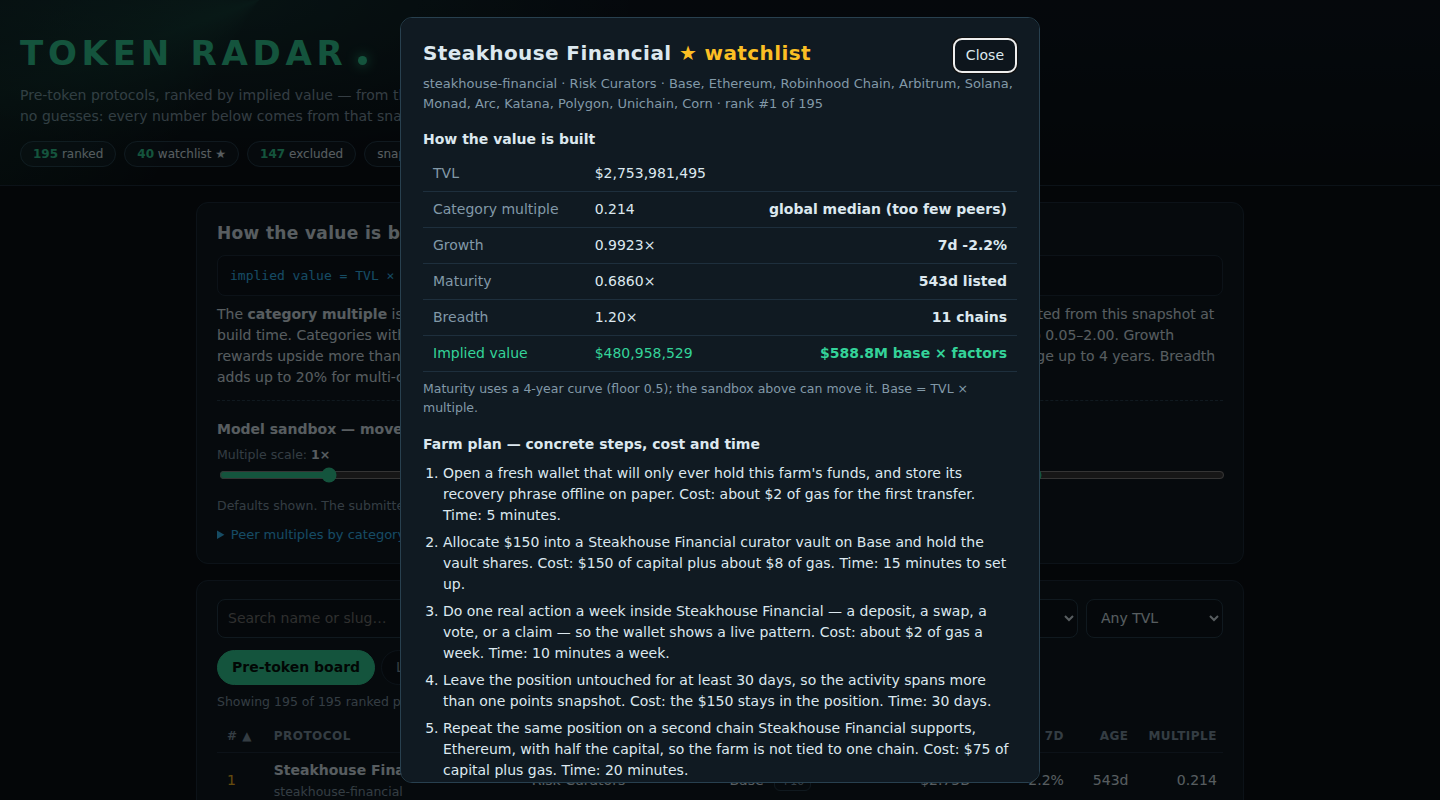 TOKEN RADAR.
Pre-token protocols, ranked by implied value — from t
no guesses: every number below comes from that sna
195 ranked
40 watchlist ★
147 excluded
snap
Steakhouse Financial ★ watchlist
Close
steakhouse-financial · Risk Curators · Base, Ethereum, Robinhood Chain, Arbitrum, Solana,
Monad, Arc, Katana, Polygon, Unichain, Corn · rank #1 of 195
How the value is built
TVL $2,753,981,495
Category multiple 0.214 global median (too few peers)
Growth 0.9923× 7d -2.2%
Maturity 0.6860× 543d listed
Breadth 1.20× 11 chains
Implied value $480,958,529 $588.8M base × factors
Maturity uses a 4-year curve (floor 0.5); the sandbox above can move it. Base = TVL ×
multiple.
Farm plan — concrete steps, cost and time
1. Open a fresh wallet that will only ever hold this farm's funds, and store its
recovery phrase offline on paper. Cost: about $2 of gas for the first transfer.
Time: 5 minutes.
2. Allocate $150 into a Steakhouse Financial curator vault on Base and hold the
vault shares. Cost: $150 of capital plus about $8 of gas. Time: 15 minutes to set
up.
3. Do one real action a week inside Steakhouse Financial — a deposit, a swap, a
vote, or a claim — so the wallet shows a live pattern. Cost: about $2 of gas a
week. Time: 10 minutes a week.
4. Leave the position untouched for at least 30 days, so the activity spans more
than one points snapshot. Cost: the $150 stays in the position. Time: 30 days.
5. Repeat the same position on a second chain Steakhouse Financial supports,
Ethereum, with half the capital, so the farm is not tied to one chain. Cost: $75 of
capital plus gas. Time: 20 minutes.
How the value is b
implied value = TVL ×
The category multiple is
ted from this snapshot at
build time. Categories with
0.05–2.00. Growth
rewards upside more than
ge up to 4 years. Breadth
adds up to 20% for multi-c
Model sandbox — move
Multiple scale: 1×
Defaults shown. The submitte
▶ Peer multiples by category
Search name or slug...
Any TVL
Pre-token board
Showing 195 of 195 ranked p
# ▲ PROTOCOL 7D AGE MULTIPLE
1 Steakhouse Fina 2.2% 543d 0.214
steakhouse-financial